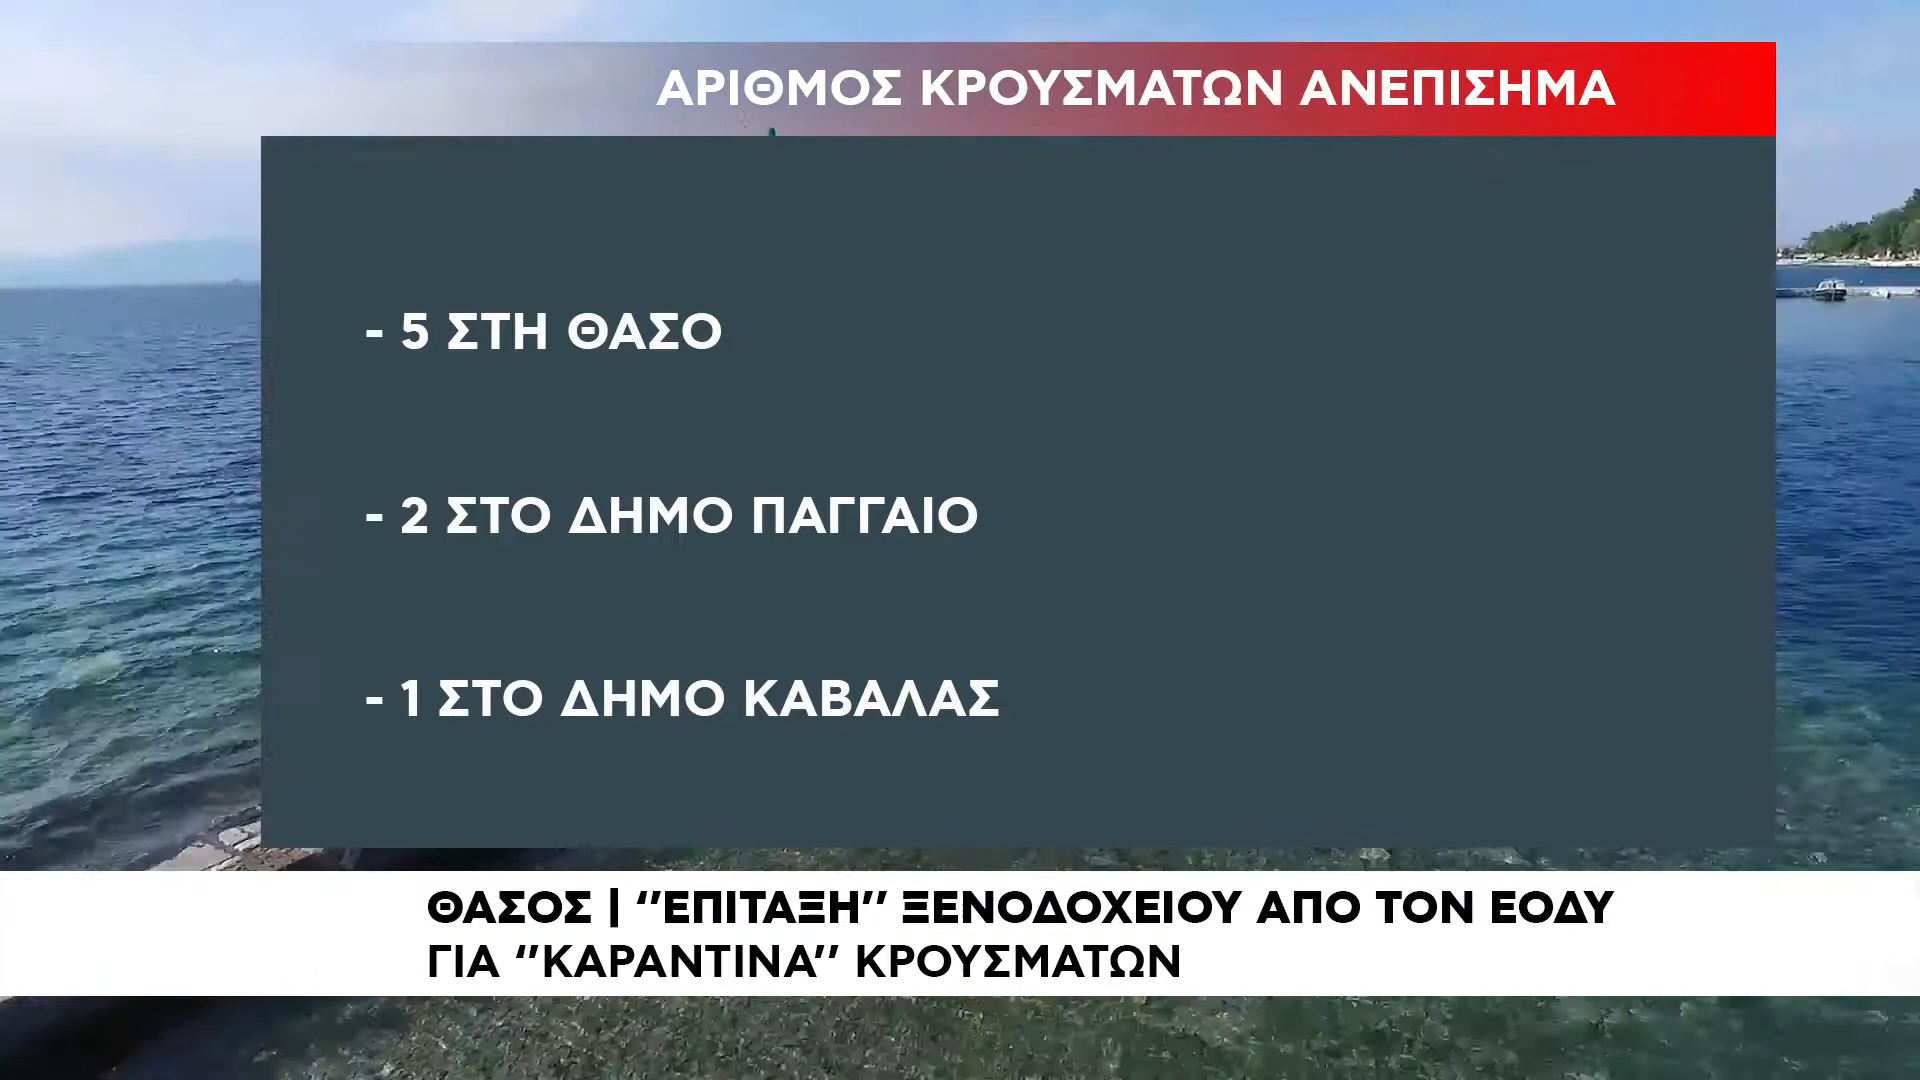 ΑΡΙΘΜΟΣ ΚΡΟΥΣΜΑΤΩΝ ΑΝΕΠΙΣΗΜΑ
- 5 ΣΤΗ ΘΑΣΟ
- 2 ΣΤΟ ΔΗΜΟ ΠΑΓΓΑΙΟ
- 1 ΣΤΟ ΔΗΜΟ ΚΑΒΑΛΑΣ
ΘΑΣΟΣ | ‘’ΕΠΙΤΑΞΗ’’ ΞΕΝΟΔΟΧΕΙΟΥ ΑΠΟ ΤΟΝ ΕΟΔΥ
ΓΙΑ ‘’ΚΑΡΑΝΤΙΝΑ’’ ΚΡΟΥΣΜΑΤΩΝ